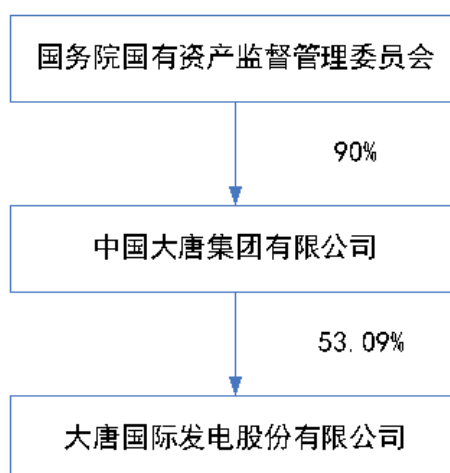 国务院国有资产监督管理委员会
90%
中国大唐集团有限公司
53.09%
大唐国际发电股份有限公司